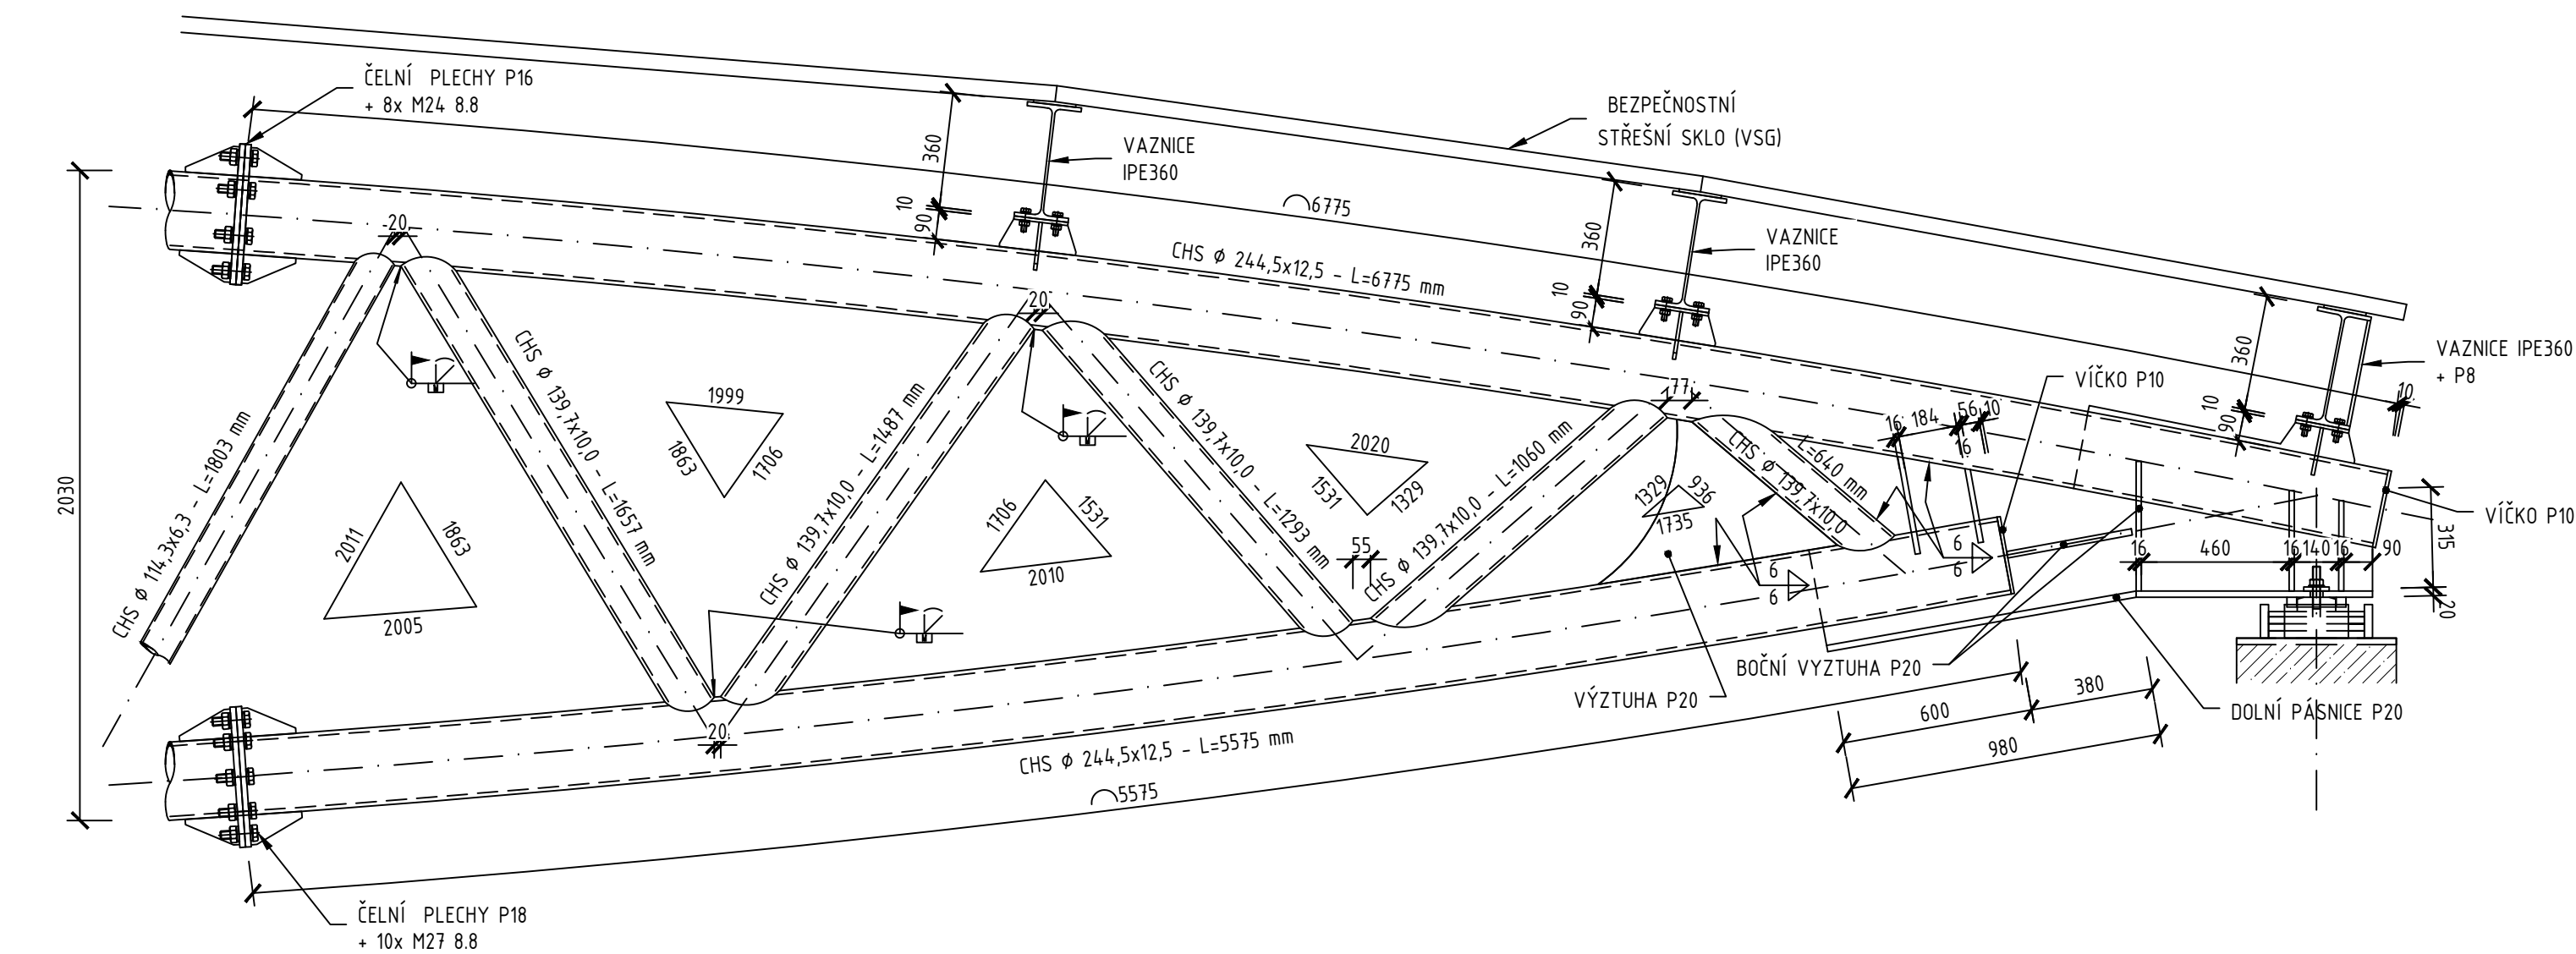 ČELNÍ PLECHY P16
+ 8x M24 8.8
BEZPEČNOSTNÍ
STŘEŠNÍ SKLO (VSG)
VAZNICE
IPE360
VAZNICE
IPE360
VAZNICE IPE360
+ P8
VÍČKO P10
VÍČKO P10
360
10
90
360
10
90
360
10
90
6775
CHS ϕ 244,5x12,5 - L=6775 mm
20
20
77
16
184
56
10
16
10
2030
CHS ϕ 114,3x6,3 - L=1803 mm
CHS ϕ 139,7x10,0 - L=1657 mm
CHS ϕ 139,7x10,0 - L=1487 mm
CHS ϕ 139,7x10,0 - L=1293 mm
CHS ϕ 139,7x10,0 - L=1060 mm
CHS ϕ 139,7x10,0
L=640 mm
1999
1863
1706
2011
1863
2005
1706
1531
2010
2020
1531
1329
1329
936
1735
55
20
6
6
6
6
16
460
16
140
16
90
315
20
BOČNÍ VYZTUHA P20
VÝZTUHA P20
DOLNÍ PÁSNICE P20
600
380
980
CHS ϕ 244,5x12,5 - L=5575 mm
5575
ČELNÍ PLECHY P18
+ 10x M27 8.8